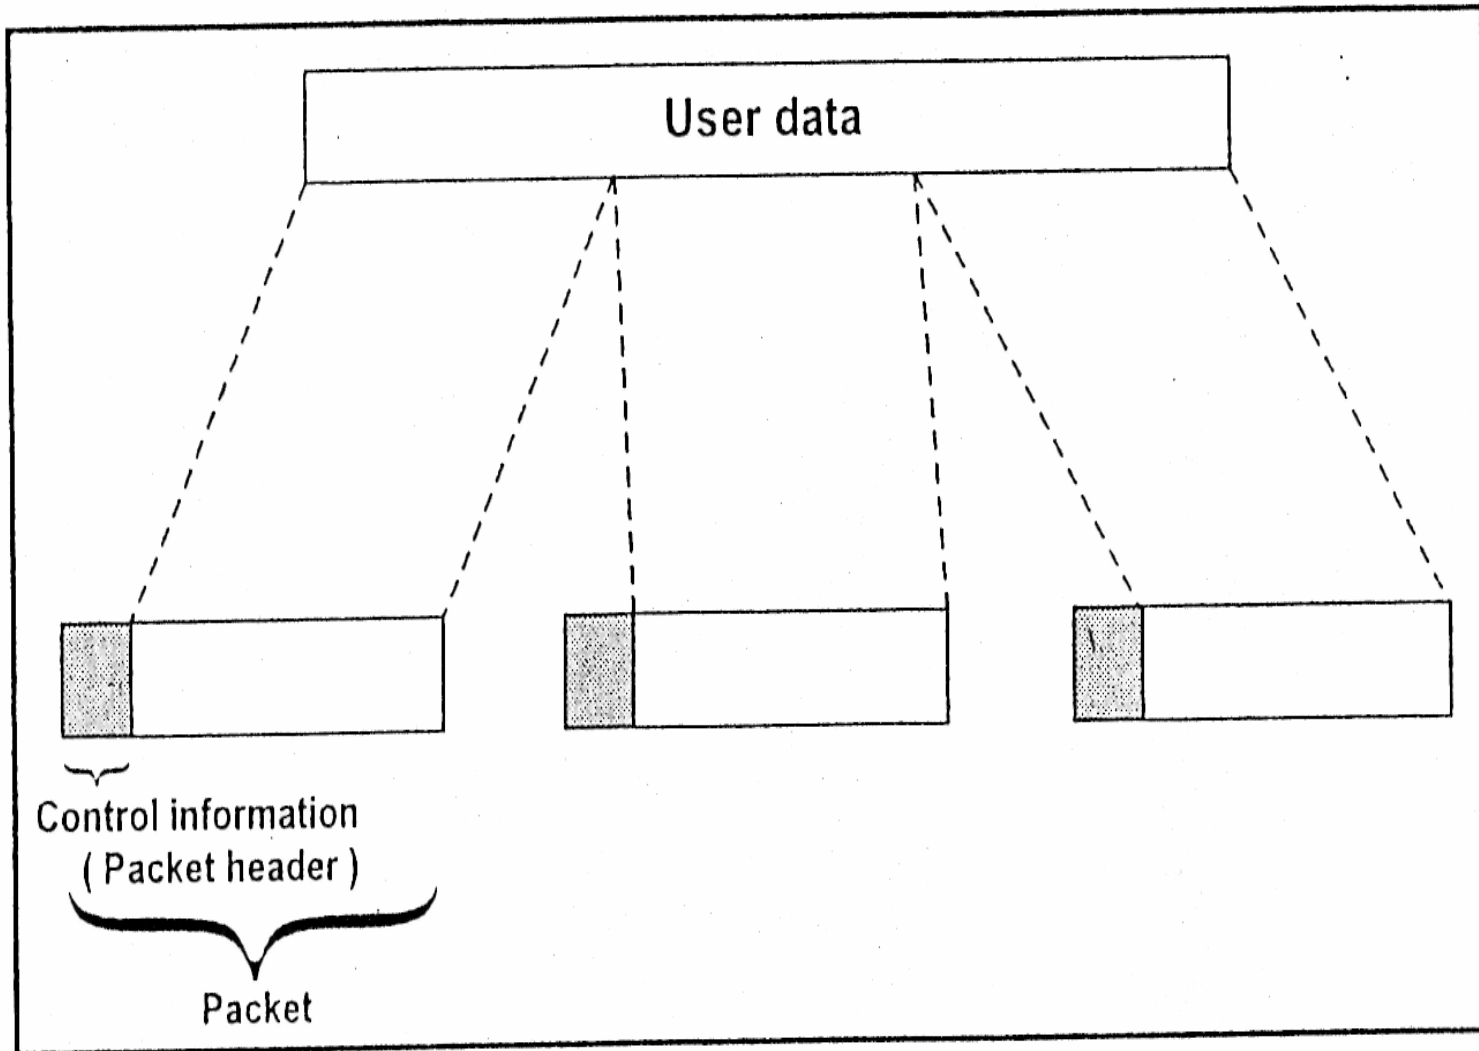 User data
Control information
( Packet header )
Packet